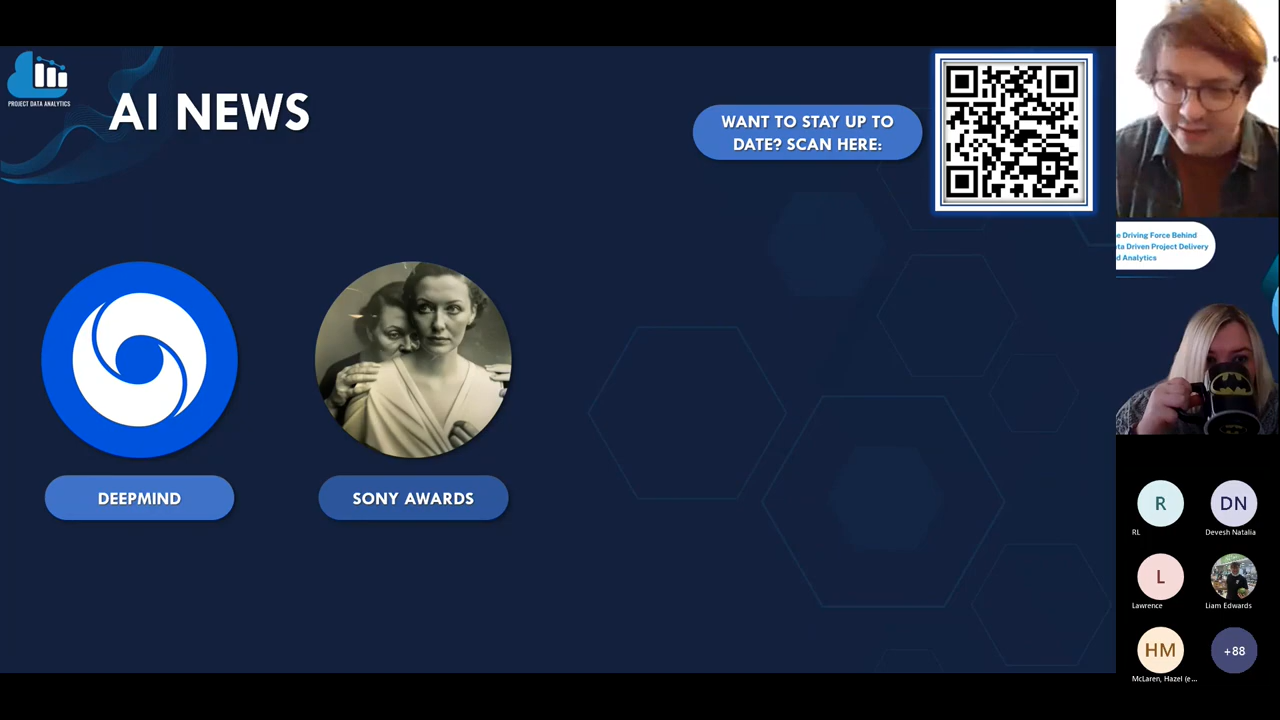 PROJECT DATA ANALYTICS
AI NEWS
WANT TO STAY UP TO
DATE? SCAN HERE:
DEEPMIND
SONY AWARDS
e Driving Force Behind
ta Driven Project Delivery
d Analytics
R
DN
RL
Devesh Natalia
L
Lawrence
Liam Edwards
HM
+88
McLaren, Hazel (e...